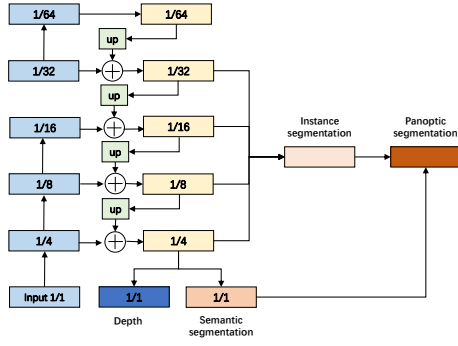 1/64
1/64
up
1/32
1/32
up
1/16
1/16
Instance
segmentation
Panoptic
segmentation
up
1/8
1/8
up
1/4
1/4
Input 1/1
1/1
1/1
Depth
Semantic
segmentation